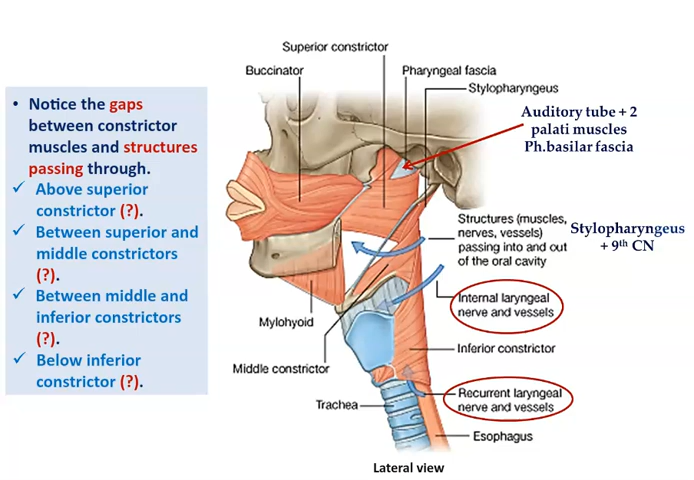 • Notice the gaps
between constrictor
muscles and structures
passing through.
✓ Above superior
constrictor (?).
✓ Between superior and
middle constrictors
(?).
✓ Between middle and
inferior constrictors
(?).
✓ Below inferior
constrictor (?).
Superior constrictor
Buccinator
Pharyngeal fascia
Stylopharyngeus
Auditory tube + 2
palati muscles
Ph.basilar fascia
Structures (muscles,
nerves, vessels)
passing into and out
of the oral cavity
Stylopharyngeus
+ 9th CN
Internal laryngeal
nerve and vessels
Mylohyoid
Inferior constrictor
Middle constrictor
Recurrent laryngeal
nerve and vessels
Trachea
Esophagus
Lateral view